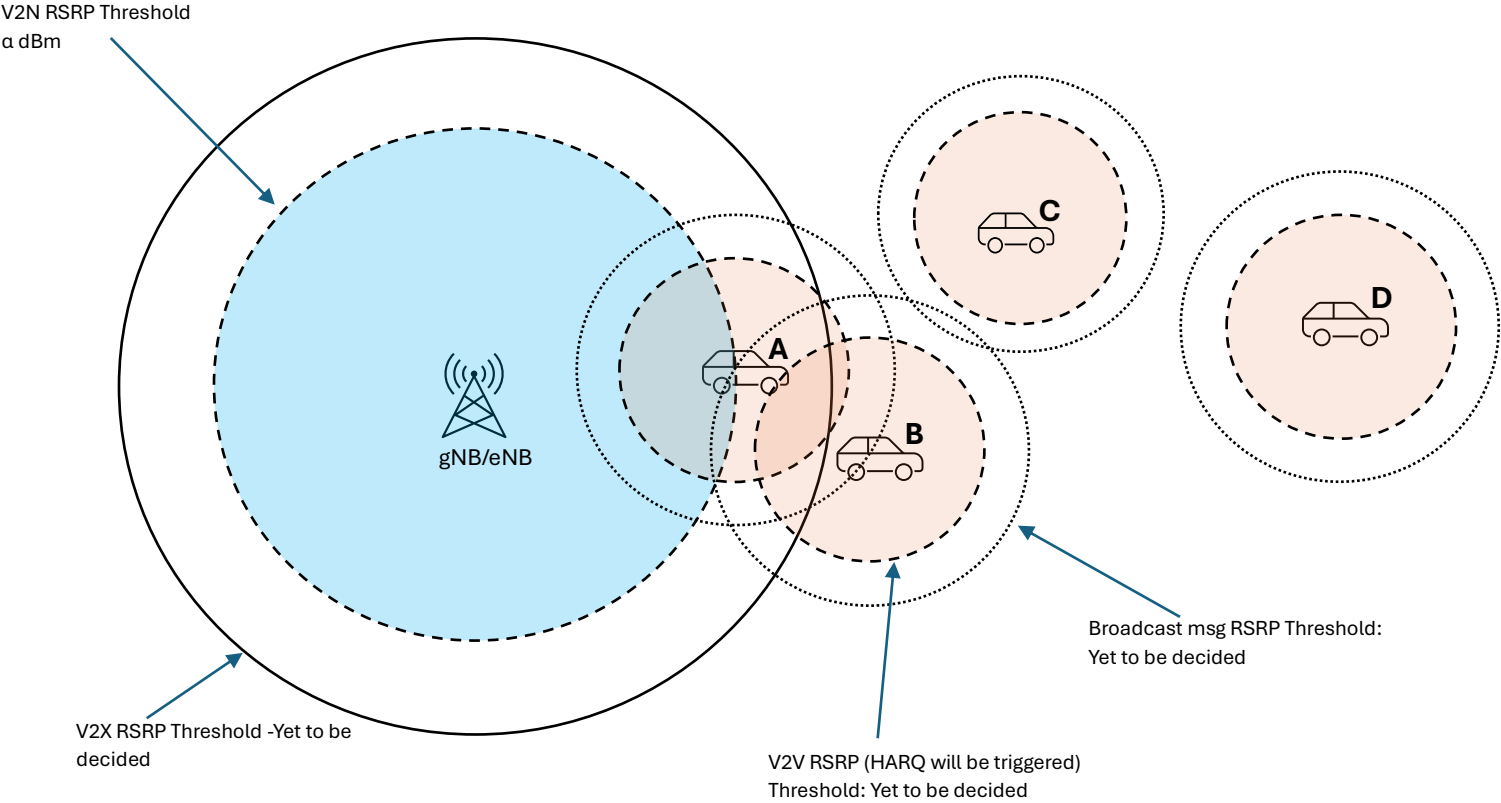 V2N RSRP Threshold
α dBm
C
D
A
B
gNB/eNB
Broadcast msg RSRP Threshold:
Yet to be decided
V2X RSRP Threshold -Yet to be
decided
V2V RSRP (HARQ will be triggered)
Threshold: Yet to be decided